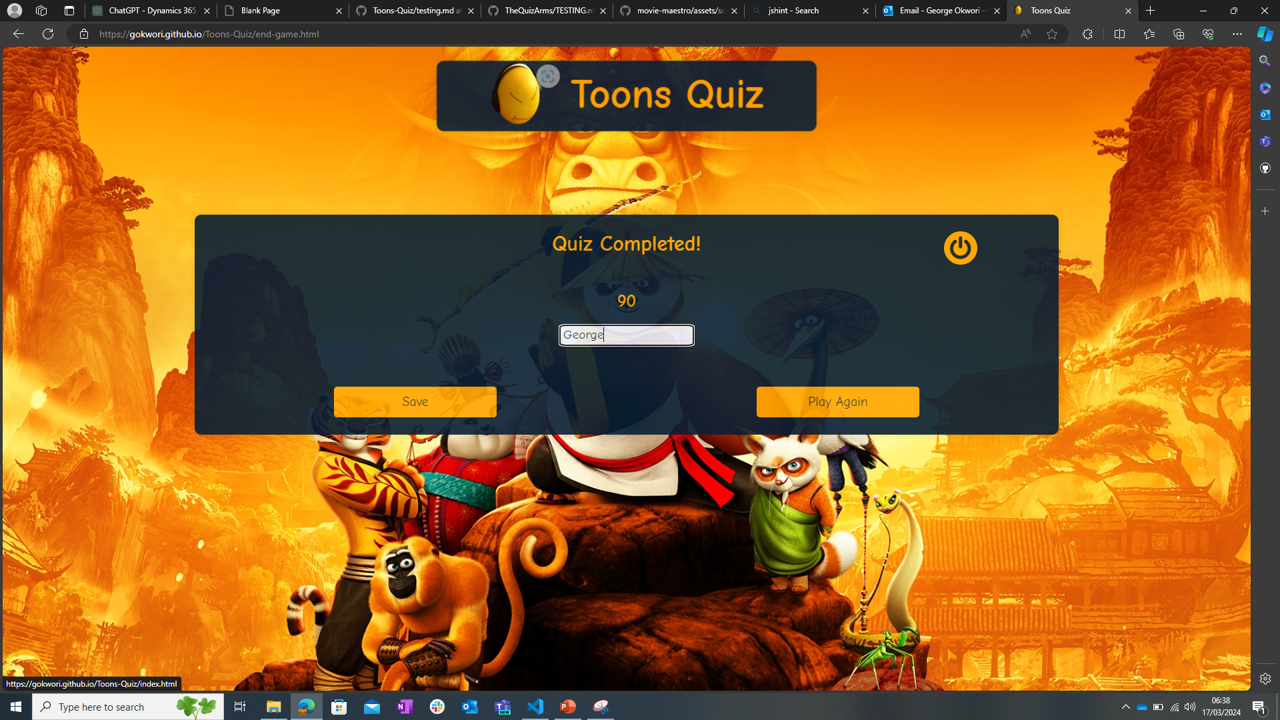 ChatGPT - Dynamics 365
Blank Page
Toons-Quiz/testing.md at
TheQuizArms/TESTING.m
movie-maestro/assets/sc
jshint - Search
Email - George Okwori -
Toons Quiz
https://gokwori.github.io/Toons-Quiz/end-game.html
Toons Quiz
Quiz Completed!
90
George
Save
Play Again
https://gokwori.github.io/Toons-Quiz/index.html
Type here to search
06:38
17/03/2024